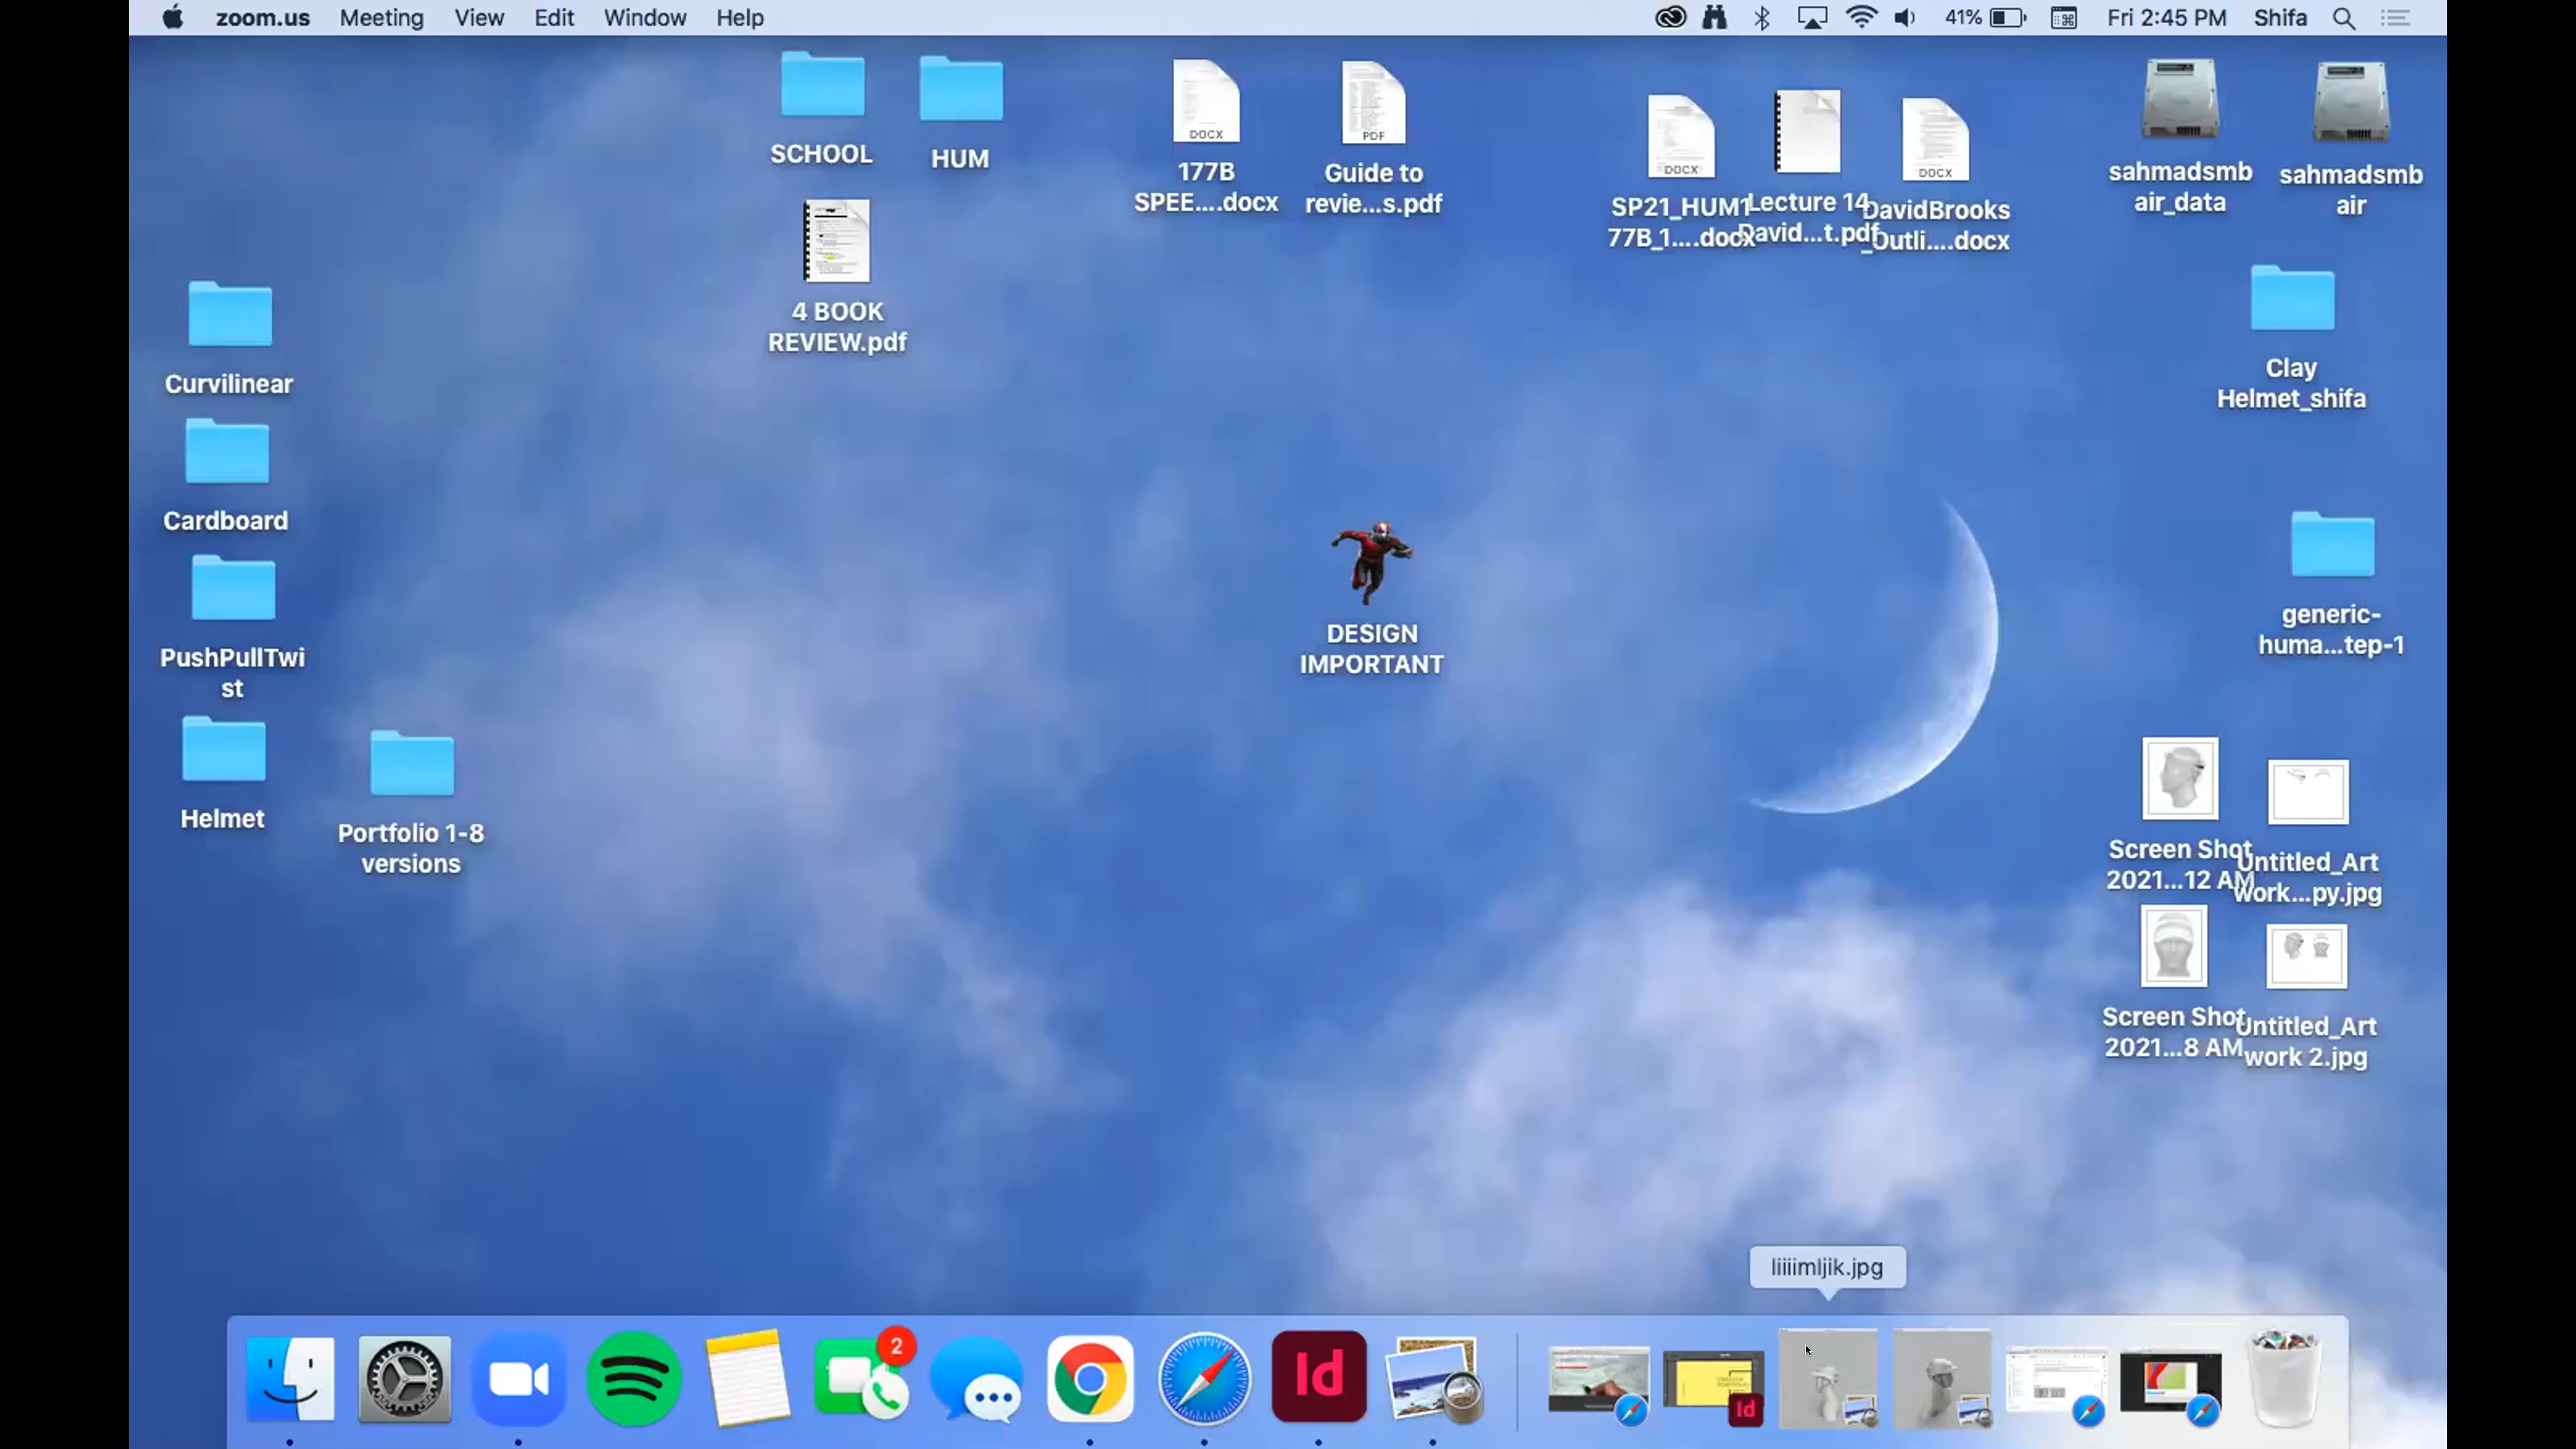 zoom.us Meeting View Edit Window Help 41% Fri 2:45 PM Shifa
SCHOOL
HUM
DOCX
177B
SPEE....docx
PDF
Guide to
revie...s.pdf
DOCX
SP21_HUM1
77B_1....docx
Lecture 14_
David...t.pdf
DOCX
DavidBrooks
_Outli....docx
sahmadsmb
air_data
sahmadsmb
air
4 BOOK
REVIEW.pdf
Curvilinear
Clay
Helmet_shifa
Cardboard
DESIGN
IMPORTANT
generic-
huma...tep-1
PushPullTwi
st
Helmet
Portfolio 1-8
versions
Screen Shot
2021...12 AM
Untitled_Art
work...py.jpg
Screen Shot
2021...8 AM
Untitled_Art
work 2.jpg
liiiimljik.jpg
2
Id
Id